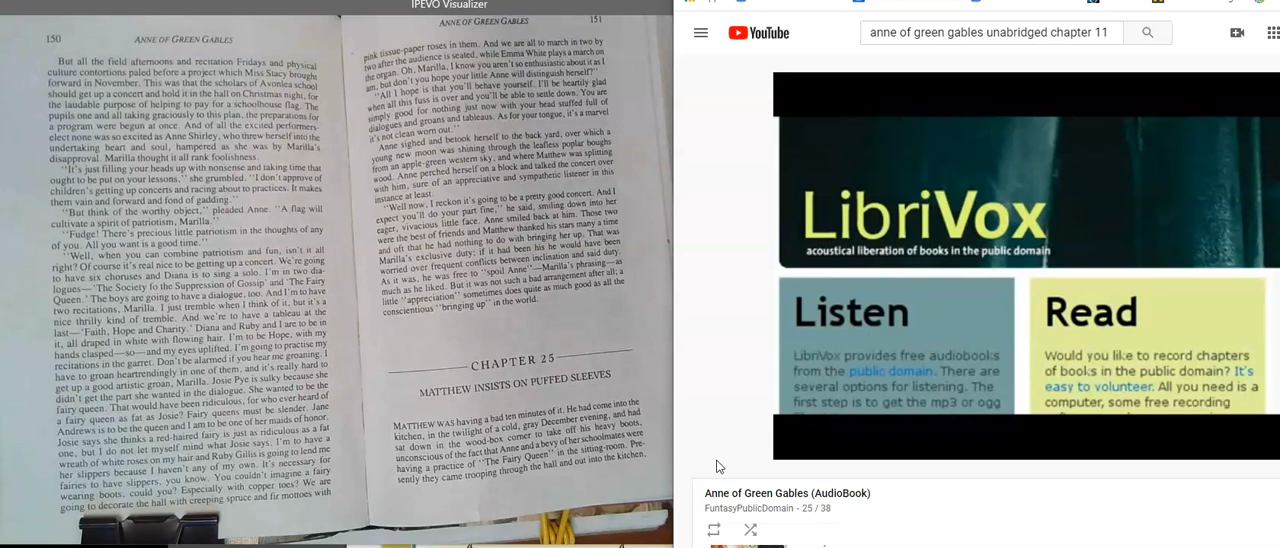 IPEVO Visualizer
150
ANNE OF GREEN GABLES
But all the field afternoons and recitation Fridays and physical
culture contortions paled before a project which Miss Stacy brought
forward in November. This was that the scholars of Avonlea school
should get up a concert and hold it in the hall on Christmas night, for
the laudable purpose of helping to pay for a schoolhouse flag. The
pupils one and all taking graciously to this plan, the preparations for
a program were begun at once. And of all the excited performers-
elect none was so excited as Anne Shirley, who threw herself into the
undertaking heart and soul, hampered as she was by Marilla's
disapproval. Marilla thought it all rank foolishness.
"It's just filling your heads up with nonsense and taking time that
ought to be put on your lessons," she grumbled. "I don't approve of
children's getting up concerts and racing about to practices. It makes
them vain and forward and fond of gadding."
"But think of the worthy object," pleaded Anne. "A flag will
cultivate a spirit of patriotism, Marilla."
"Fudge! There's precious little patriotism in the thoughts of any
of you. All you want is a good time."
"Well, when you can combine patriotism and fun, isn't it all
right? Of course it's real nice to be getting up a concert. We're going
to have six choruses and Diana is to sing a solo. I'm in two dia-
logues—'The Society fo the Suppression of Gossip' and 'The Fairy
Queen.' The boys are going to have a dialogue, too. And I'm to have
two recitations, Marilla. I just tremble when I think of it, but it's a
nice thrilly kind of tremble. And we're to have a tableau at the
last—'Faith, Hope and Charity.' Diana and Ruby and I are to be in
it, all draped in white with flowing hair. I'm to be Hope, with my
hands clasped—so—and my eyes uplifted. I'm going to practise my
recitations in the garret. Don't be alarmed if you hear me groaning. I
have to groan heartrendingly in one of them, and it's really hard to
get up a good artistic groan, Marilla. Josie Pye is sulky because she
didn't get the part she wanted in the dialogue. She wanted to be the
fairy queen. That would have been ridiculous, for who ever heard of
a fairy queen as fat as Josie? Fairy queens must be slender. Jane
Andrews is to be the queen and I am to be one of her maids of honor.
Josie says she thinks a red-haired fairy is just as ridiculous as a fat
one, but I do not let myself mind what Josie says. I'm to have a
wreath of white roses on my hair and Ruby Gillis is going to lend me
her slippers because I haven't any of my own. It's necessary for
fairies to have slippers, you know. You couldn't imagine a fairy
wearing boots, could you? Especially with copper toes? We are
going to decorate the hall with creeping spruce and fir mottoes with
ANNE OF GREEN GABLES
151
pink tissue-paper roses in them. And we are all to march in two by
two after the audience is seated, while Emma White plays a march on
the organ. Oh, Marilla, I know you aren't so enthusiastic about it as I
am, but don't you hope your little Anne will distinguish herself?"
"All I hope is that you'll behave yourself. I'll be heartily glad
when all this fuss is over and you'll be able to settle down. You are
simply good for nothing just now with your head stuffed full of
dialogues and groans and tableaus. As for your tongue, it's a marvel
it's not clean worn out."
Anne sighed and betook herself to the back yard, over which a
young new moon was shining through the leafless poplar boughs
from an apple-green western sky, and where Matthew was splitting
wood. Anne perched herself on a block and talked the concert over
with him, sure of an appreciative and sympathetic listener in this
instance at least.
"Well now, I reckon it's going to be a pretty good concert. And I
expect you'll do your part fine," he said, smiling down into her
eager, vivacious little face. Anne smiled back at him. Those two
were the best of friends and Matthew thanked his stars many a time
and oft that he had nothing to do with bringing her up. That was
Marilla's exclusive duty; if it had been his he would have been
worried over frequent conflicts between inclination and said duty.
As it was, he was free to "spoil Anne"—Marilla's phrasing—as
much as he liked. But it was not such a bad arrangement after all; a
little "appreciation" sometimes does quite as much good as all the
conscientious "bringing up" in the world.
CHAPTER 25
MATTHEW INSISTS ON PUFFED SLEEVES
MATTHEW WAS having a bad ten minutes of it. He had come into the
kitchen, in the twilight of a cold, gray December evening, and had
sat down in the wood-box corner to take off his heavy boots,
unconscious of the fact that Anne and a bevy of her schoolmates were
having a practice of "The Fairy Queen" in the sitting-room. Pre-
sently they came trooping through the hall and out into the kitchen,
YouTube
anne of green gables unabridged chapter 11
LibriVox
acoustical liberation of books in the public domain
Listen
LibriVox provides free audiobooks
from the public domain. There are
several options for listening. The
first step is to get the mp3 or ogg
Read
Would you like to record chapters
of books in the public domain? It's
easy to volunteer. All you need is a
computer, some free recording
Anne of Green Gables (AudioBook)
FuntasyPublicDomain - 25 / 38